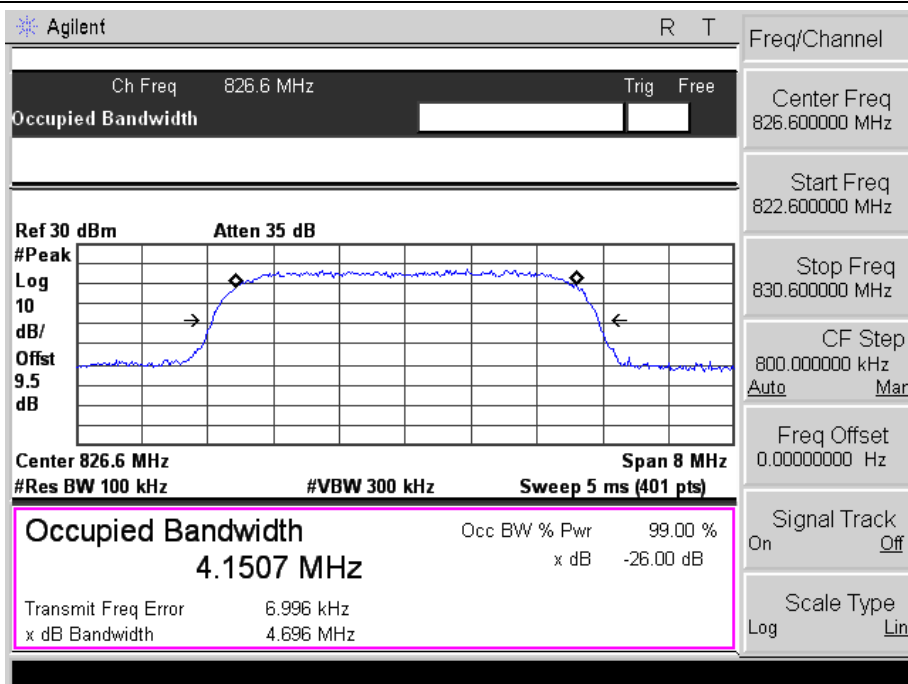 Agilent R T
Ch Freq 826.6 MHz Trig Free
Occupied Bandwidth
Ref 30 dBm Atten 35 dB
#Peak
Log
10
dB/
Offst
9.5
dB
Center 826.6 MHz Span 8 MHz
#Res BW 100 kHz #VBW 300 kHz Sweep 5 ms (401 pts)
Occupied Bandwidth Occ BW % Pwr 99.00 %
4.1507 MHz x dB -26.00 dB
Transmit Freq Error 6.996 kHz
x dB Bandwidth 4.696 MHz
Freq/Channel
Center Freq
826.600000 MHz
Start Freq
822.600000 MHz
Stop Freq
830.600000 MHz
CF Step
800.000000 kHz
Auto Man
Freq Offset
0.00000000 Hz
Signal Track
On Off
Scale Type
Log Lin